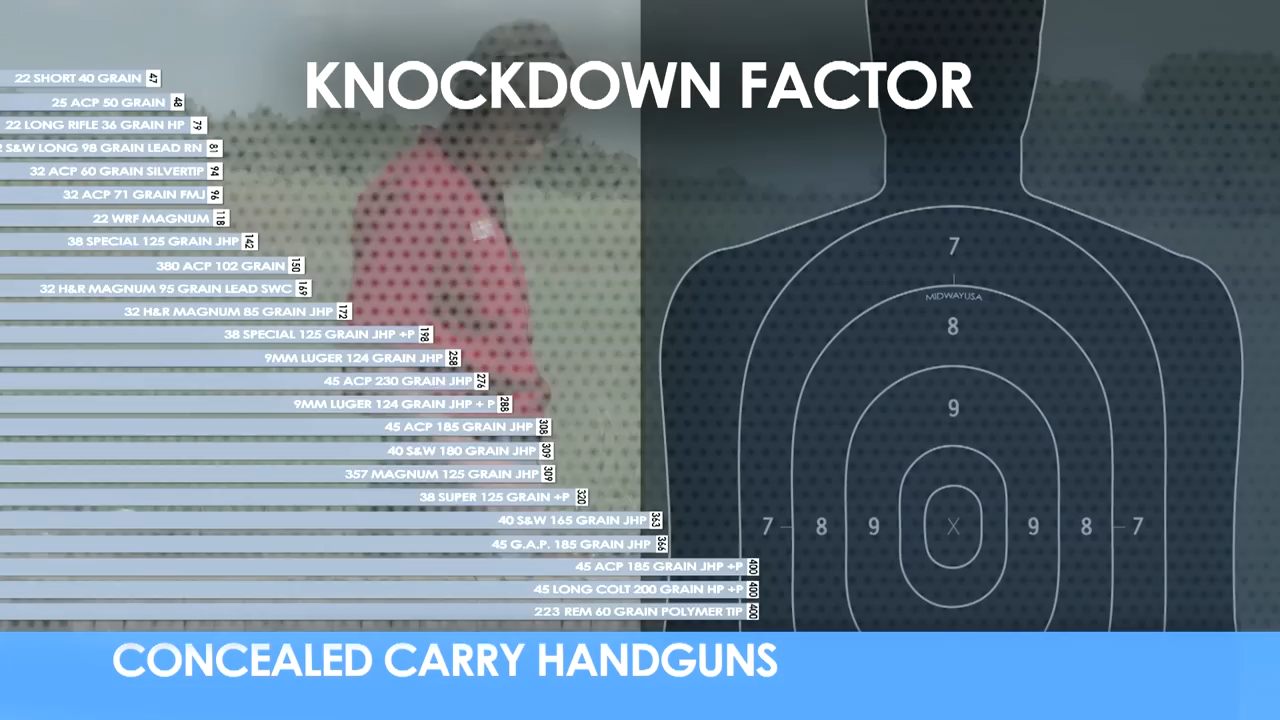 KNOCKDOWN FACTOR
22 SHORT 40 GRAIN 47
25 ACP 50 GRAIN 48
22 LONG RIFLE 36 GRAIN HP 79
S&W LONG 98 GRAIN LEAD RN 81
32 ACP 60 GRAIN SILVERTIP 94
32 ACP 71 GRAIN FMJ 96
22 WRF MAGNUM 118
38 SPECIAL 125 GRAIN JHP 142
380 ACP 102 GRAIN 150
32 H&R MAGNUM 95 GRAIN LEAD SWC 169
32 H&R MAGNUM 85 GRAIN JHP 172
38 SPECIAL 125 GRAIN JHP +P 198
9MM LUGER 124 GRAIN JHP 258
45 ACP 230 GRAIN JHP 276
9MM LUGER 124 GRAIN JHP + P 288
45 ACP 185 GRAIN JHP 308
40 S&W 180 GRAIN JHP 309
357 MAGNUM 125 GRAIN JHP 309
38 SUPER 125 GRAIN +P 320
40 S&W 165 GRAIN JHP 363
45 G.A.P. 185 GRAIN JHP 366
45 ACP 185 GRAIN JHP +P 400
45 LONG COLT 200 GRAIN HP +P 400
223 REM 60 GRAIN POLYMER TIP 400
7
MIDWAYUSA
8
9
7 8 9 X 9 8 7
CONCEALED CARRY HANDGUNS